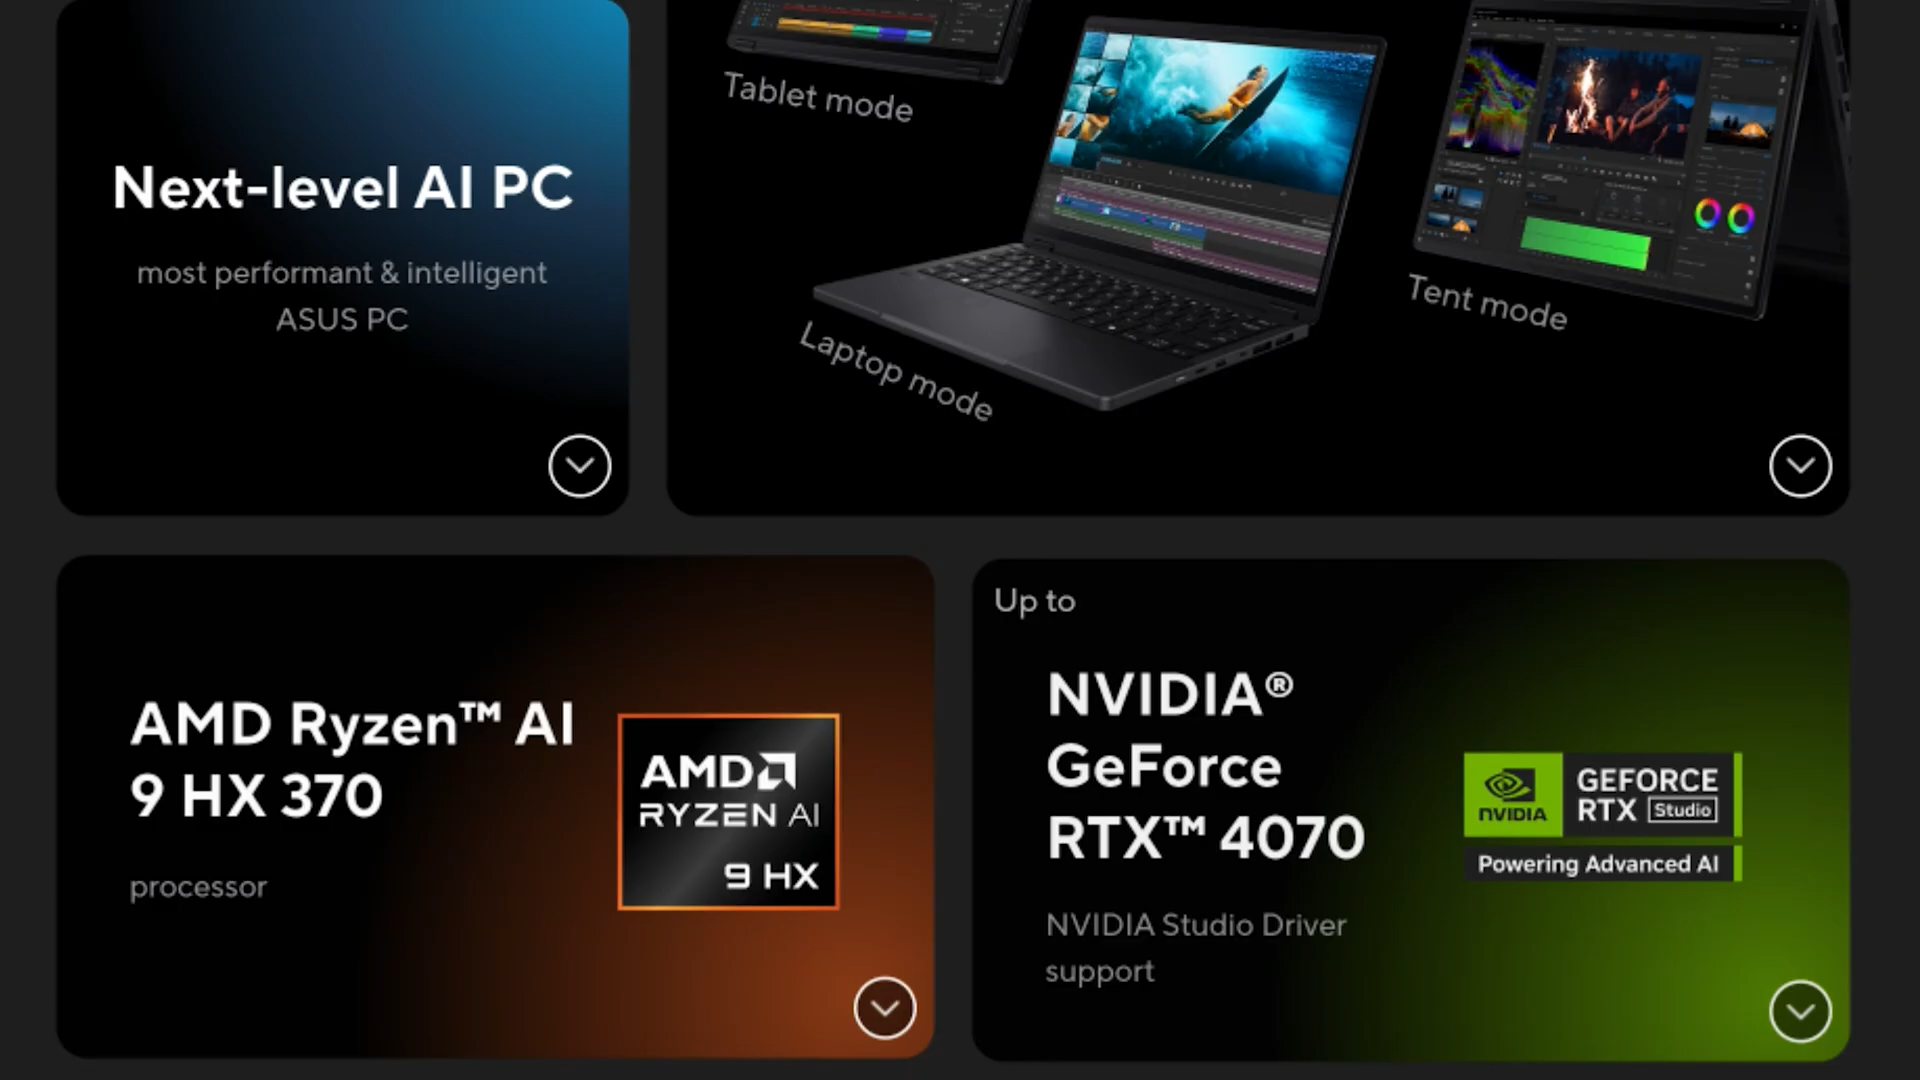 Next-level AI PC
most performant & intelligent
ASUS PC
Tablet mode
Laptop mode
Tent mode
AMD Ryzen™ AI
9 HX 370
processor
AMD
RYZEN AI
9 HX
Up to
NVIDIA®
GeForce
RTX™ 4070
NVIDIA Studio Driver
support
NVIDIA
GEFORCE
RTX Studio
Powering Advanced AI